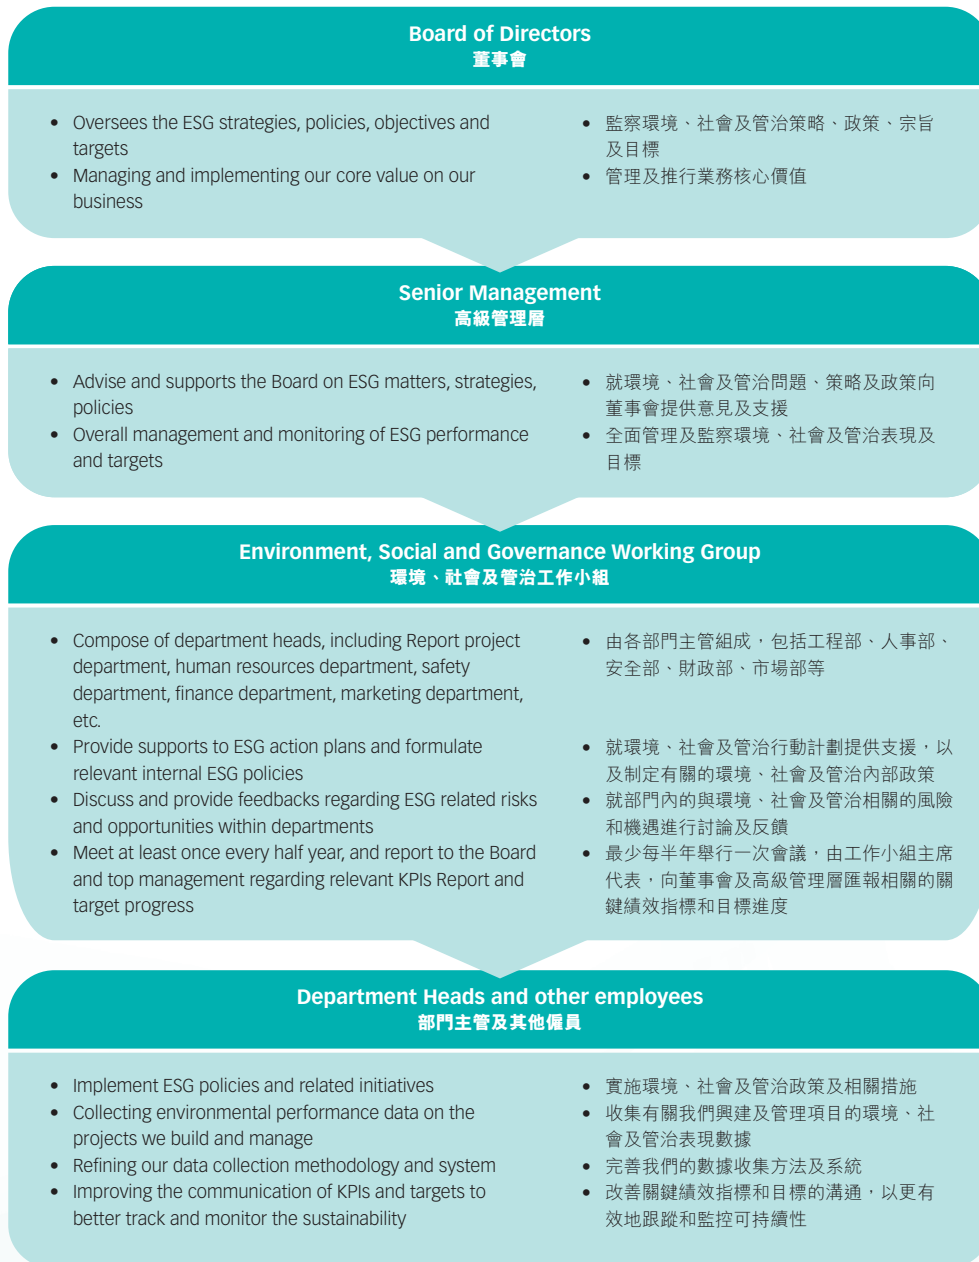 Board of Directors
董事會
• Oversees the ESG strategies, policies, objectives and
targets
• Managing and implementing our core value on our
business
• 監察環境、社會及管治策略、政策、宗旨
及目標
• 管理及推行業務核心價值
Senior Management
高級管理層
• Advise and supports the Board on ESG matters, strategies,
policies
• Overall management and monitoring of ESG performance
and targets
• 就環境、社會及管治問題、策略及政策向
董事會提供意見及支援
• 全面管理及監察環境、社會及管治表現及
目標
Environment, Social and Governance Working Group
環境、社會及管治工作小組
• Compose of department heads, including Report project
department, human resources department, safety
department, finance department, marketing department,
etc.
• Provide supports to ESG action plans and formulate
relevant internal ESG policies
• Discuss and provide feedbacks regarding ESG related risks
and opportunities within departments
• Meet at least once every half year, and report to the Board
and top management regarding relevant KPIs Report and
target progress
• 由各部門主管組成，包括工程部、人事部、
安全部、財政部、市場部等
• 就環境、社會及管治行動計劃提供支援，以
及制定有關的環境、社會及管治內部政策
• 就部門內的與環境、社會及管治相關的風險
和機遇進行討論及反饋
• 最少每半年舉行一次會議，由工作小組主席
代表，向董事會及高級管理層匯報相關的關
鍵績效指標和目標進度
Department Heads and other employees
部門主管及其他僱員
• Implement ESG policies and related initiatives
• Collecting environmental performance data on the
projects we build and manage
• Refining our data collection methodology and system
• Improving the communication of KPIs and targets to
better track and monitor the sustainability
• 實施環境、社會及管治政策及相關措施
• 收集有關我們興建及管理項目的環境、社
會及管治表現數據
• 完善我們的數據收集方法及系統
• 改善關鍵績效指標和目標的溝通，以更有
效地跟蹤和監控可持續性